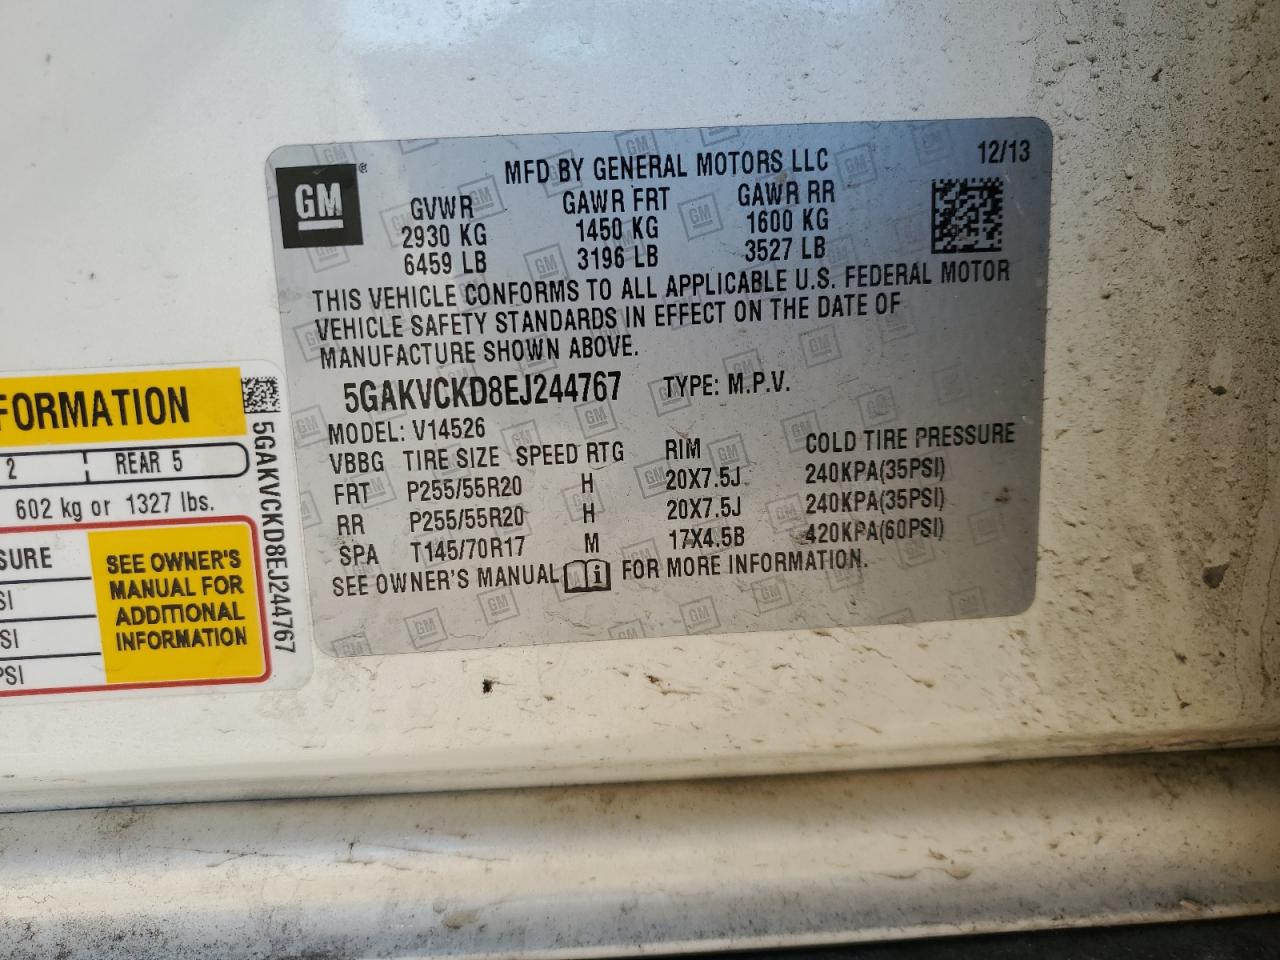 GM
MFD BY GENERAL MOTORS LLC
12/13
GVWR GAWR FRT GAWR RR
2930 KG 1450 KG 1600 KG
6459 LB 3196 LB 3527 LB
THIS VEHICLE CONFORMS TO ALL APPLICABLE U.S. FEDERAL MOTOR
VEHICLE SAFETY STANDARDS IN EFFECT ON THE DATE OF
MANUFACTURE SHOWN ABOVE.
5GAKVCKD8EJ244767 TYPE: M.P.V.
MODEL: V14526
VBBG TIRE SIZE SPEED RTG RIM COLD TIRE PRESSURE
FRT P255/55R20 H 20X7.5J 240KPA(35PSI)
RR P255/55R20 H 20X7.5J 240KPA(35PSI)
SPA T145/70R17 M 17X4.5B 420KPA(60PSI)
SEE OWNER'S MANUAL FOR MORE INFORMATION.
FORMATION
2 REAR 5
602 kg or 1327 lbs.
SURE
SI
SI
PSI
SEE OWNER'S
MANUAL FOR
ADDITIONAL
INFORMATION
5GAKVCKD8EJ244767